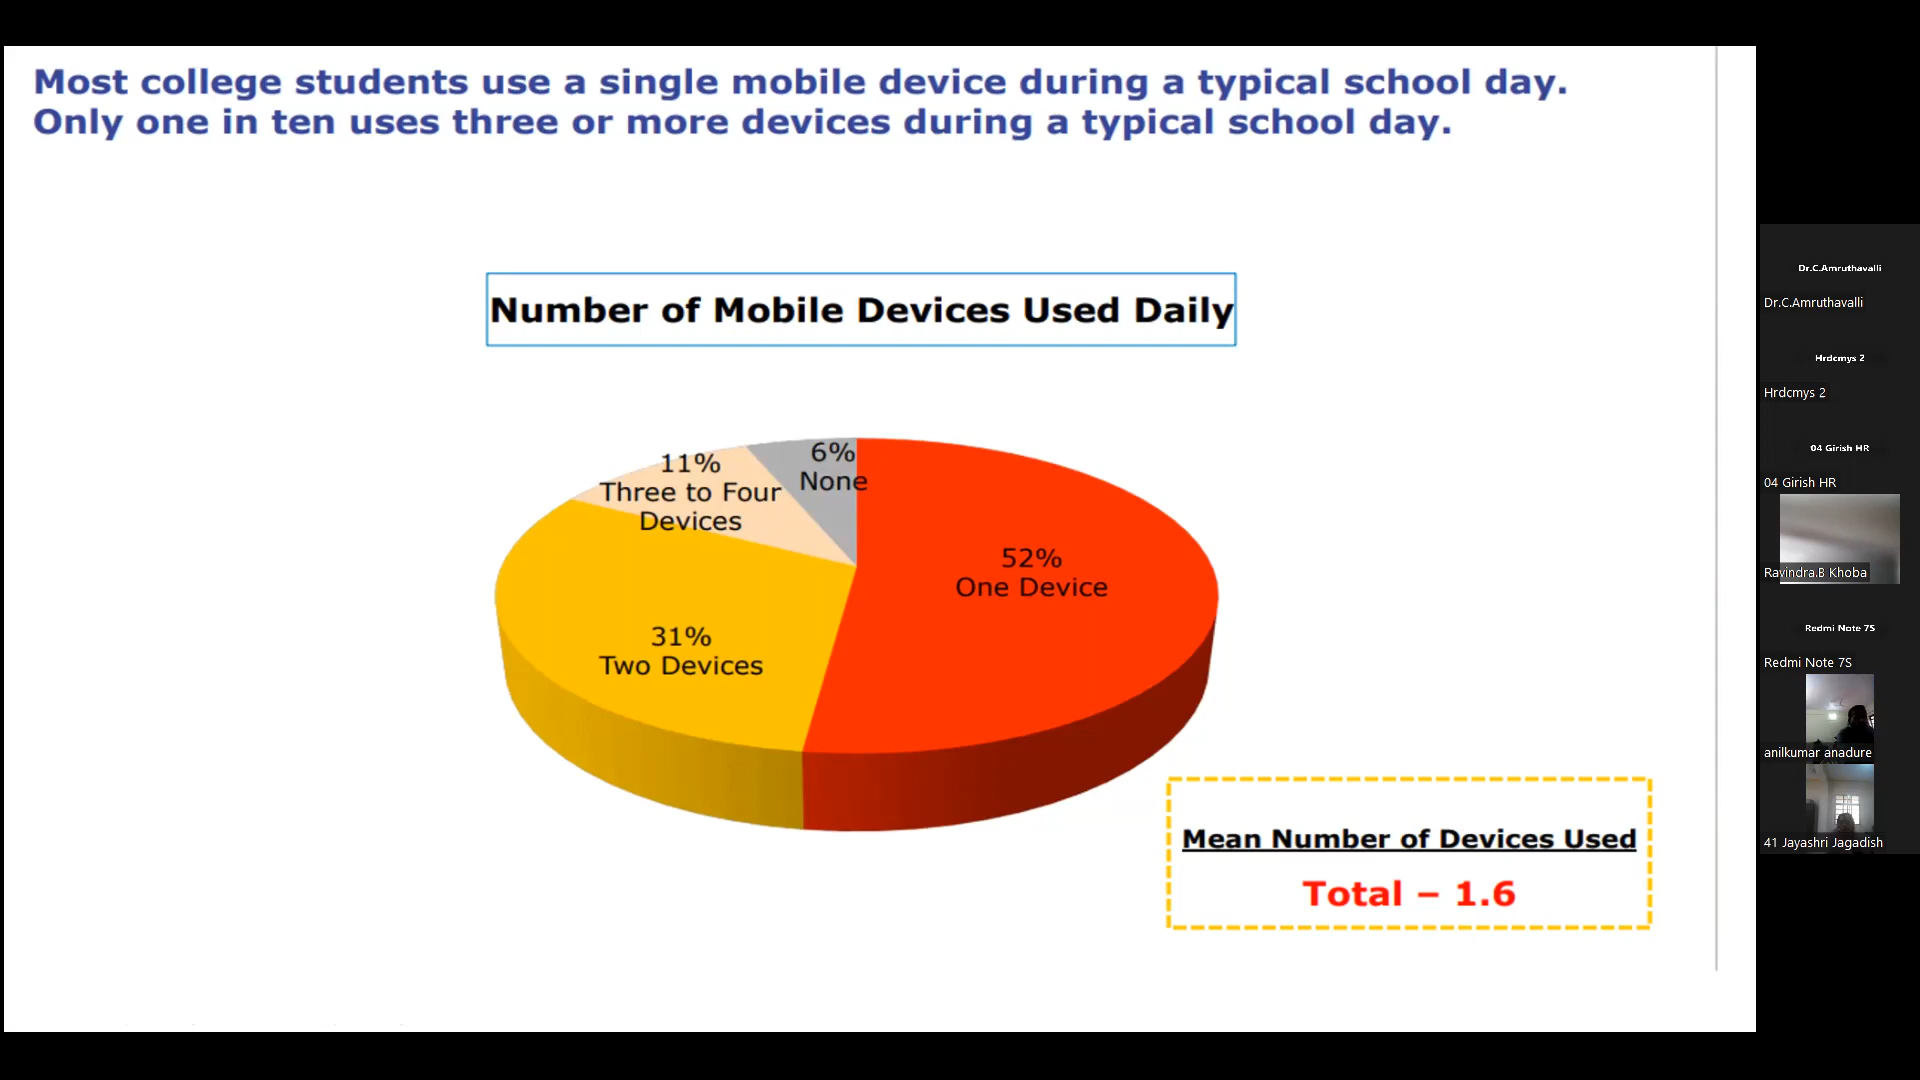 Most college students use a single mobile device during a typical school day.
Only one in ten uses three or more devices during a typical school day.
Number of Mobile Devices Used Daily
6%
None
11%
Three to Four
Devices
52%
One Device
31%
Two Devices
Mean Number of Devices Used
Total – 1.6
Dr.C.Amruthavalli
Dr.C.Amruthavalli
Hrdcmys 2
Hrdcmys 2
04 Girish HR
04 Girish HR
Ravindra.B Khoba
Redmi Note 7S
Redmi Note 7S
anilkumar anadure
41 Jayashri Jagadish